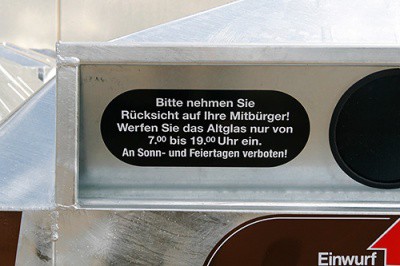 Bitte nehmen Sie
Rücksicht auf Ihre Mitbürger!
Werfen Sie das Altglas nur von
7,00 bis 19,00 Uhr ein.
An Sonn- und Feiertagen verboten!
Einwurf